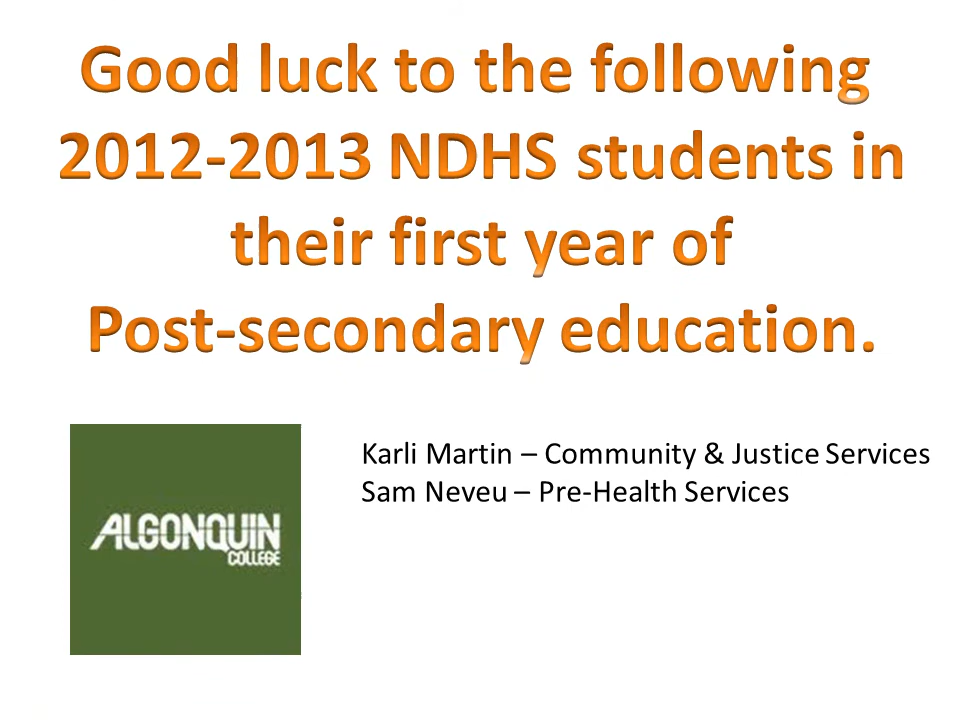 Good luck to the following
2012-2013 NDHS students in
their first year of
Post-secondary education.
Karli Martin – Community & Justice Services
Sam Neveu – Pre-Health Services
ALGONQUIN
COLLEGE